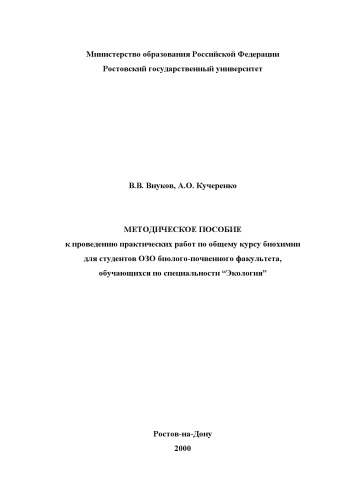 Министерство образования Российской Федерации
Ростовский государственный университет
В.В. Внуков, А.О. Кучеренко
МЕТОДИЧЕСКОЕ ПОСОБИЕ
к проведению практических работ по общему курсу биохимии
для студентов ОЗО биолого-почвенного факультета,
обучающихся по специальности “Экология”
Ростов-на-Дону
2000